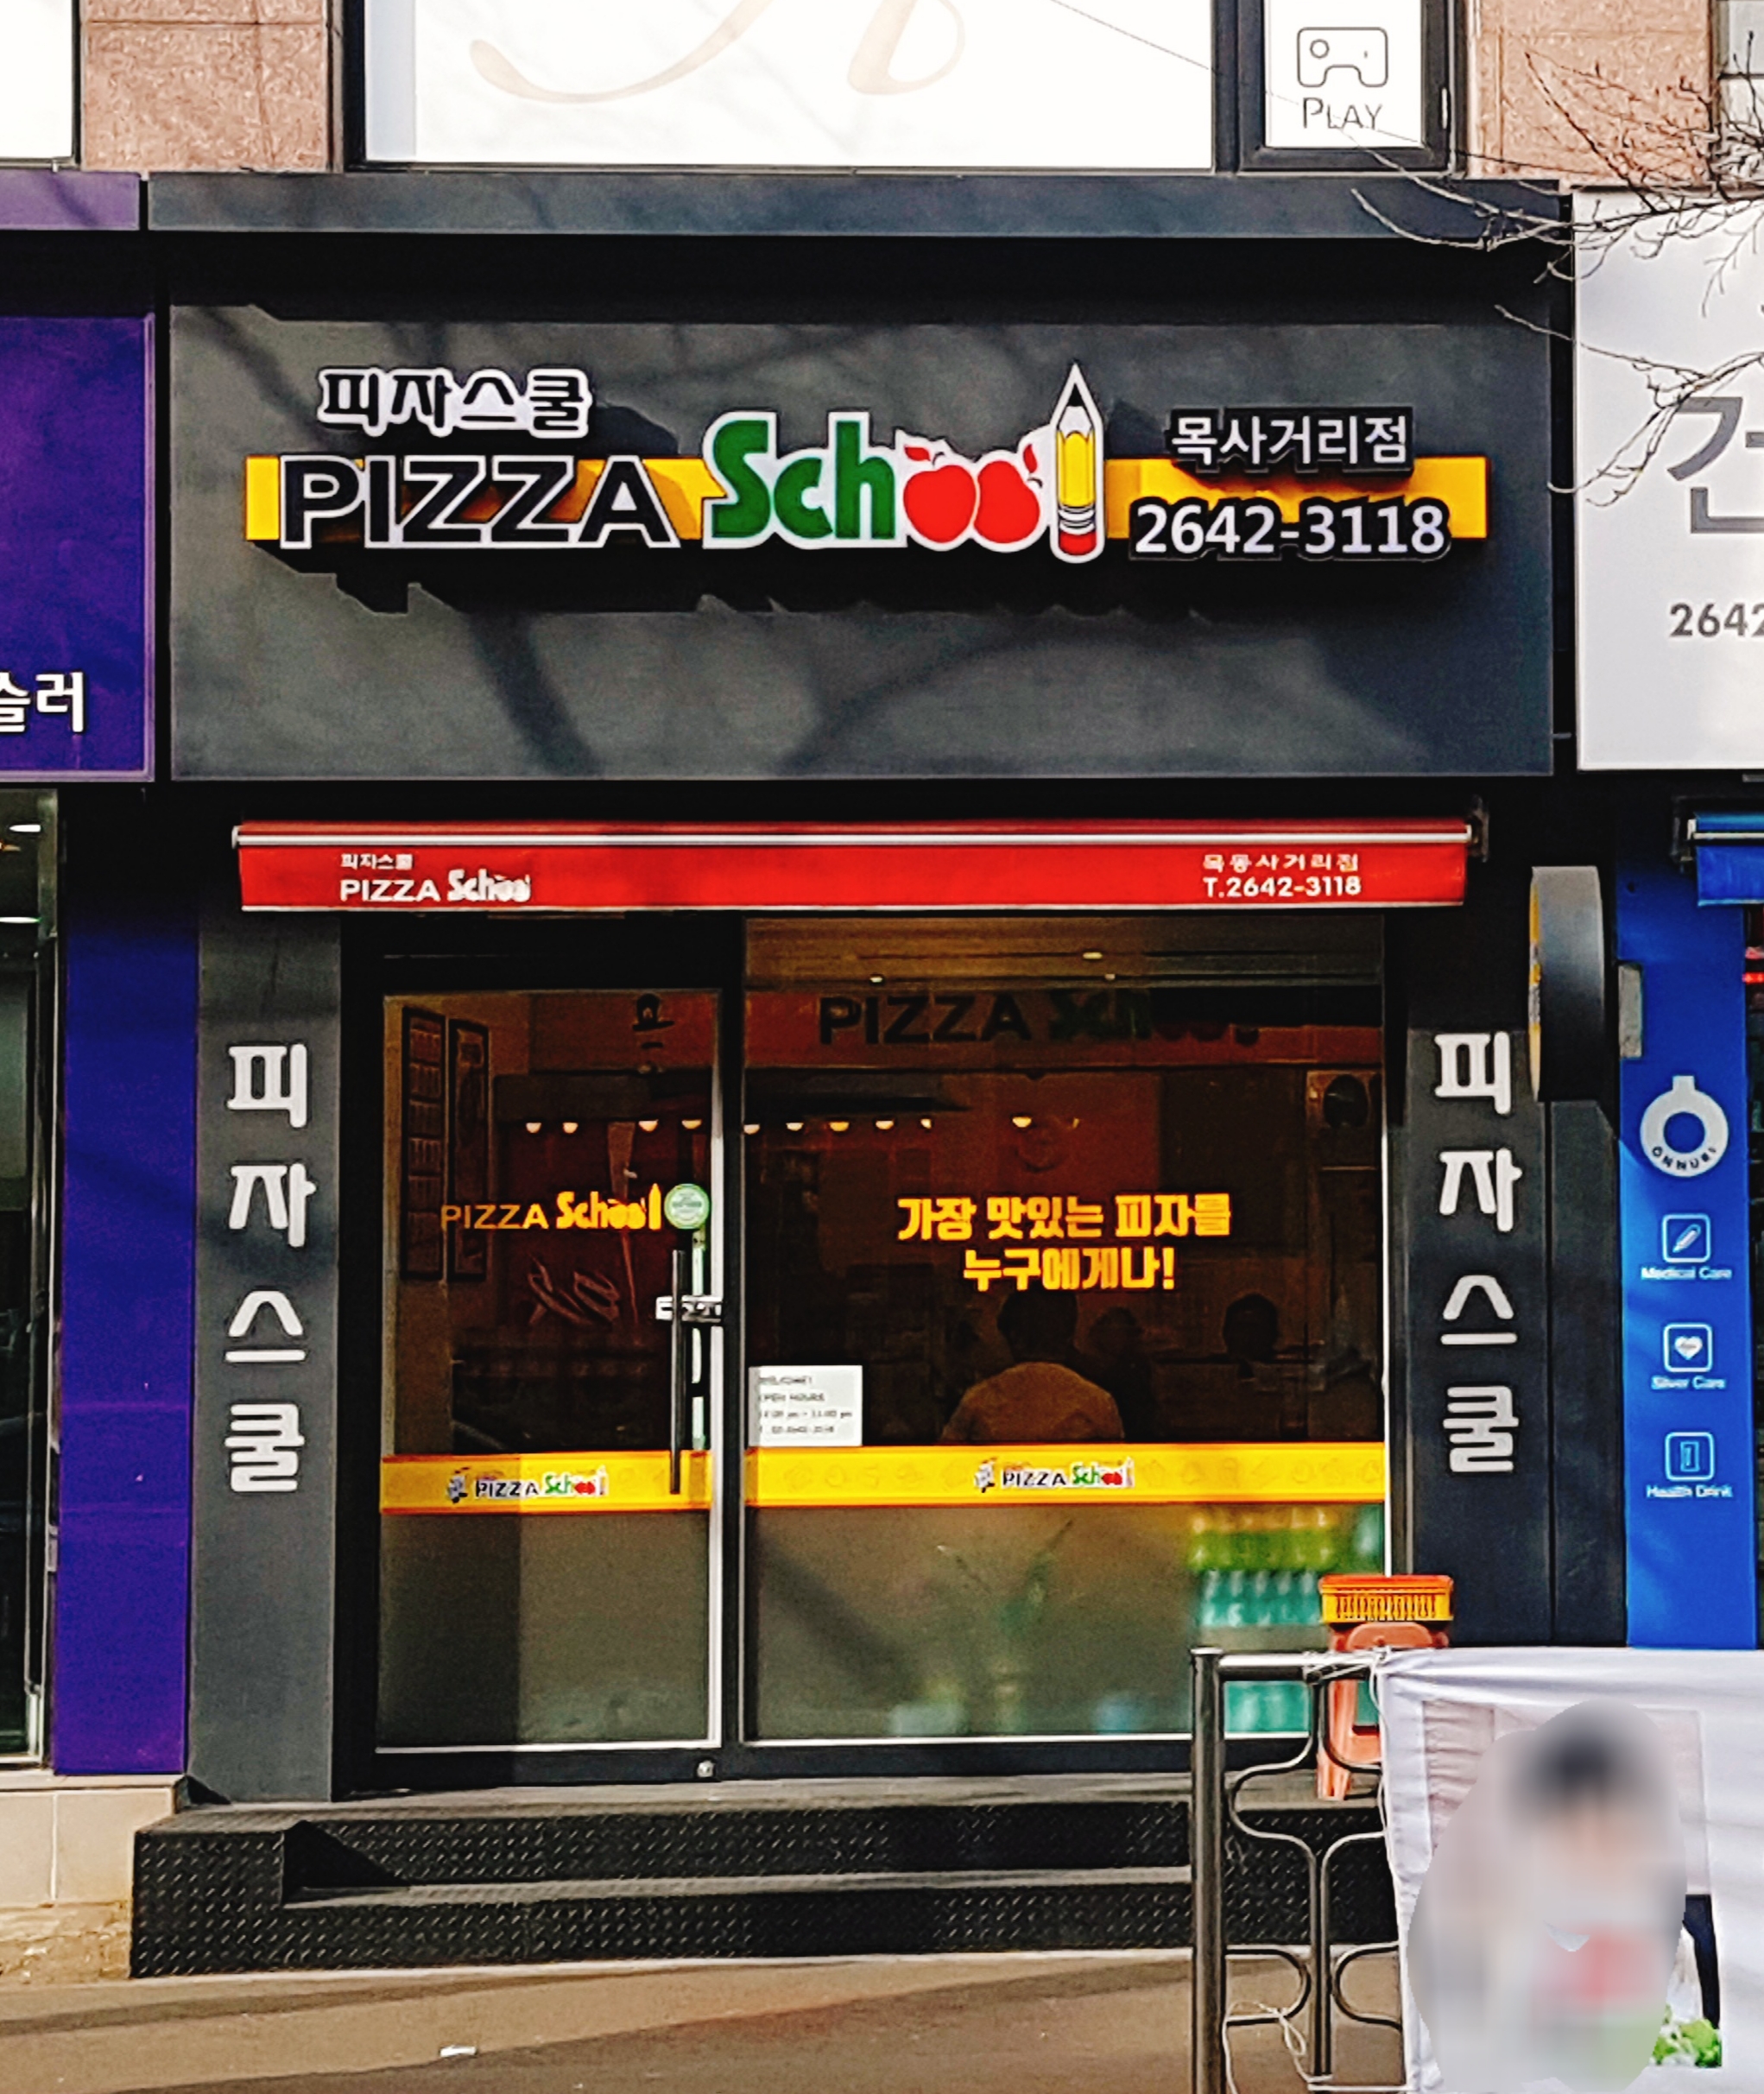 PLAY
피자스쿨
PIZZA School
목사거리점
2642-3118
슬러
건
2642
피자스쿨
PIZZA School
목동사거리점
T.2642-3118
PIZZA School
피자스쿨
피자스쿨
PIZZA School
가장 맛있는 피자를
누구에게나!
OPEN HOURS
PIZZA School
PIZZA School
ONNURI
Medical Care
Silver Care
Health Drink